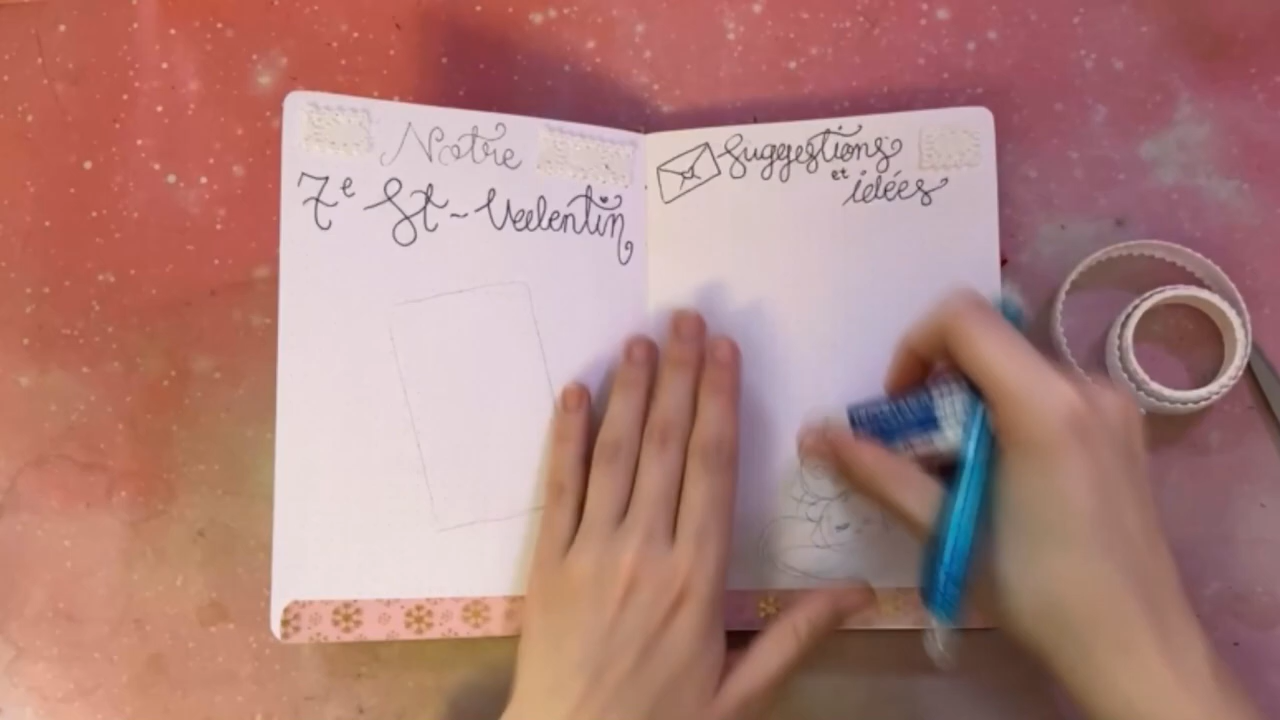 Notre
7e St-Valentin
Suggestions
et
idées